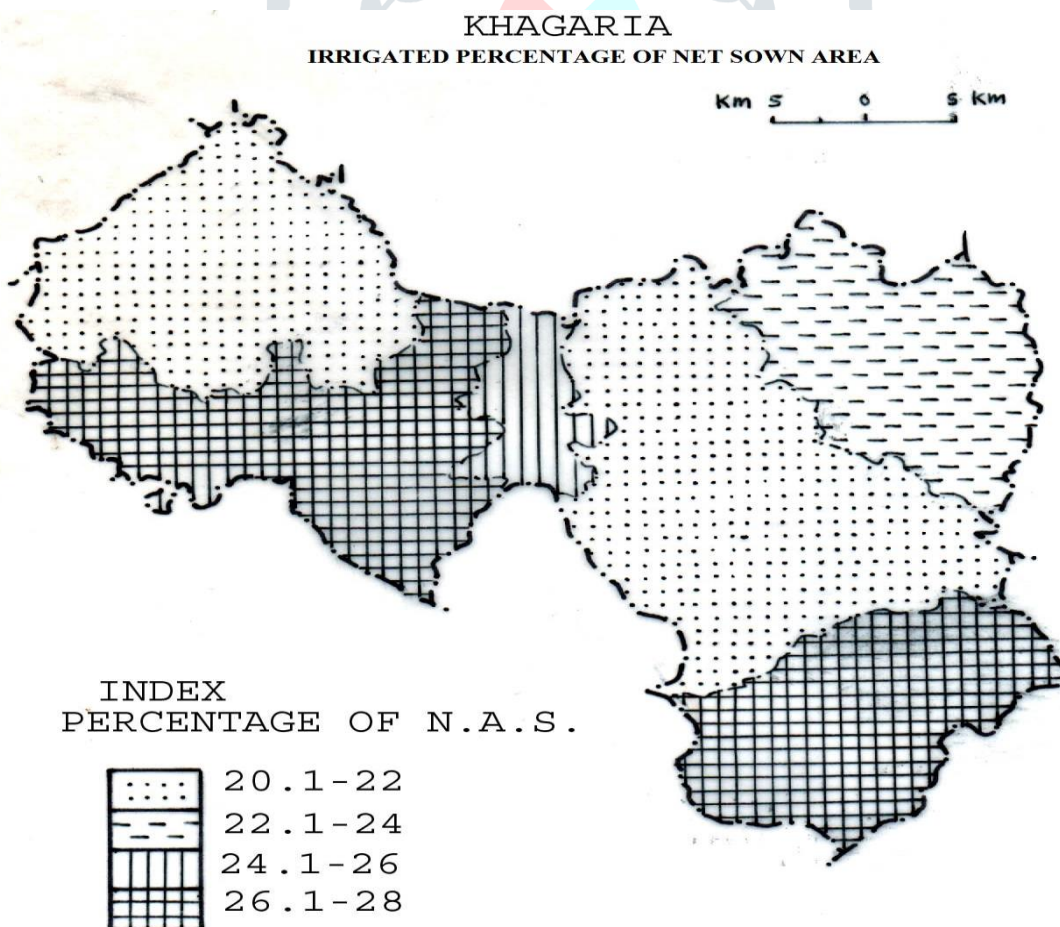 KHAGARIA
IRRIGATED PERCENTAGE OF NET SOWN AREA
Km 5 0 5 Km
INDEX
PERCENTAGE OF N.A.S.
20.1-22
22.1-24
24.1-26
26.1-28